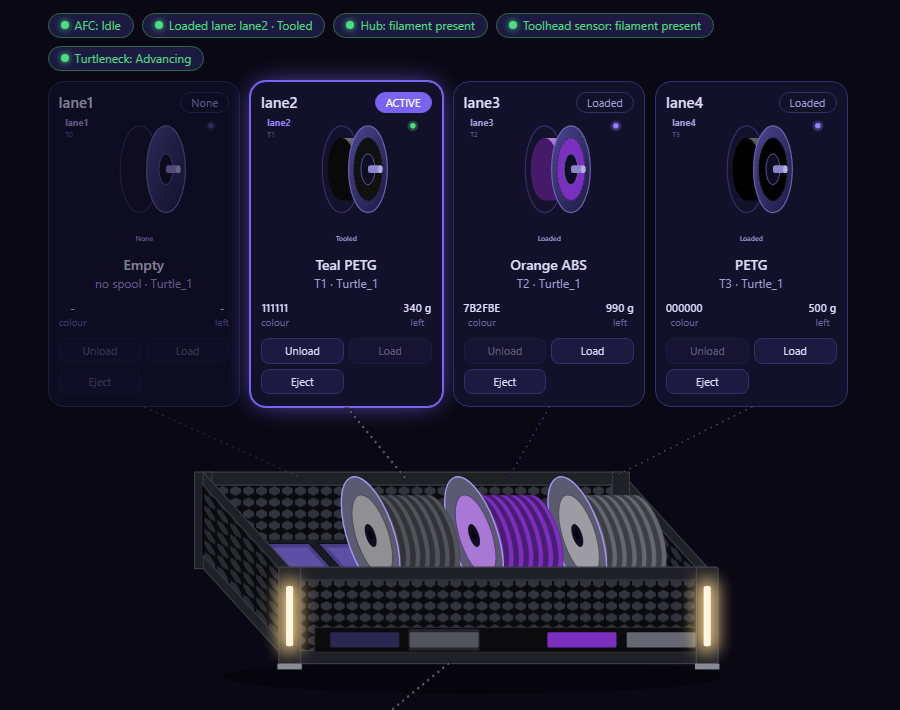 AFC: Idle
Loaded lane: lane2 · Tooled
Hub: filament present
Toolhead sensor: filament present
Turtleneck: Advancing
lane1
None
lane1
T0
None
Empty
no spool · Turtle_1
- -
colour left
Unload Load
Eject
lane2
ACTIVE
lane2
T1
Tooled
Teal PETG
T1 · Turtle_1
111111 340 g
colour left
Unload Load
Eject
lane3
Loaded
lane3
T2
Loaded
Orange ABS
T2 · Turtle_1
7B2FBE 990 g
colour left
Unload Load
Eject
lane4
Loaded
lane4
T3
Loaded
PETG
T3 · Turtle_1
000000 500 g
colour left
Unload Load
Eject